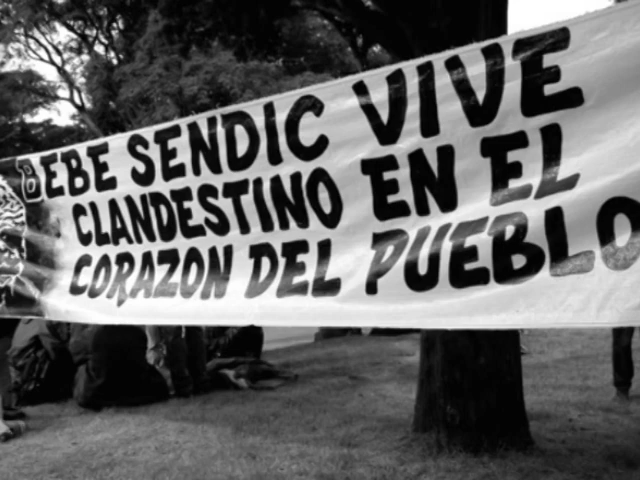 BEBE SENDIC VIVE
CLANDESTINO EN EL
CORAZON DEL PUEBLO